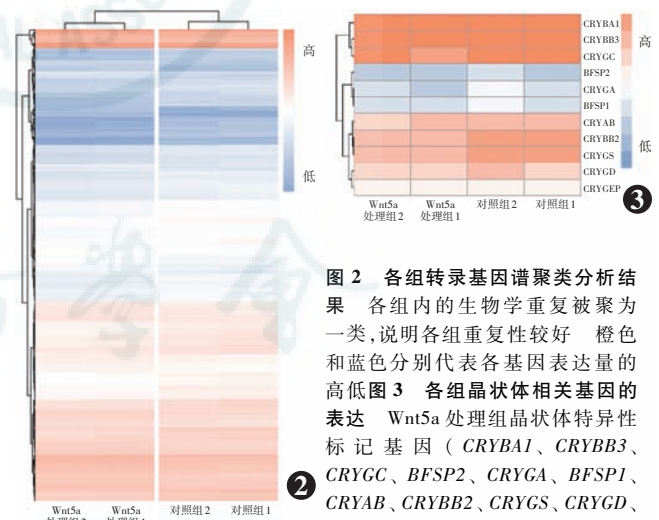 高
低
Wnt5a
处理组2
Wnt5a
处理组1
对照组2
对照组1
2
CRYBA1
CRYBB3
CRYGC
BFSP2
CRYGA
BFSP1
CRYAB
CRYBB2
CRYGS
CRYGD
CRYGEP
高
低
Wnt5a
处理组2
Wnt5a
处理组1
对照组2
对照组1
3
图 2 各组转录基因谱聚类分析结
果 各组内的生物学重复被聚为
一类,说明各组重复性较好 橙色
和蓝色分别代表各基因表达量的
高低图 3 各组晶状体相关基因的
表达 Wnt5a 处理组晶状体特异性
标记基因(CRYBA1、CRYBB3、
CRYGC、BFSP2、CRYGA、BFSP1、
CRYAB、CRYBB2、CRYGS、CRYGD、